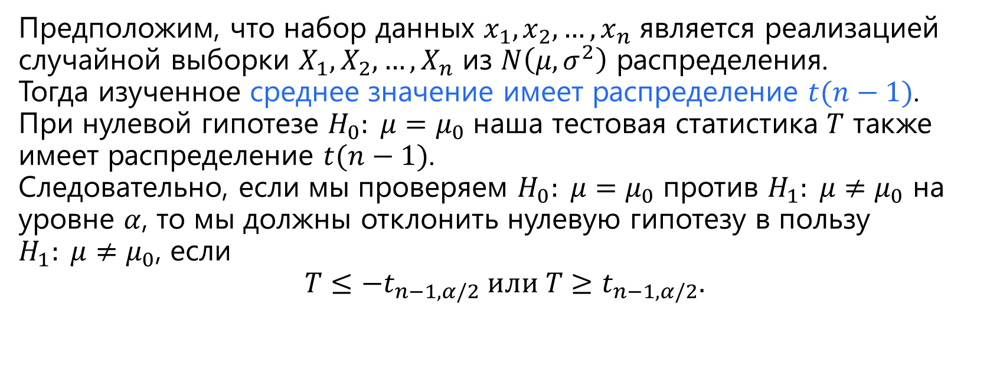 Предположим, что набор данных x₁, x₂, … , xₙ является реализацией
случайной выборки X₁, X₂, … , Xₙ из N(μ, σ²) распределения.
Тогда изученное среднее значение имеет распределение t(n − 1).
При нулевой гипотезе H₀: μ = μ₀ наша тестовая статистика T также
имеет распределение t(n − 1).
Следовательно, если мы проверяем H₀: μ = μ₀ против H₁: μ ≠ μ₀ на
уровне α, то мы должны отклонить нулевую гипотезу в пользу
H₁: μ ≠ μ₀, если
T ≤ −t_{n−1,α/2} или T ≥ t_{n−1,α/2}.